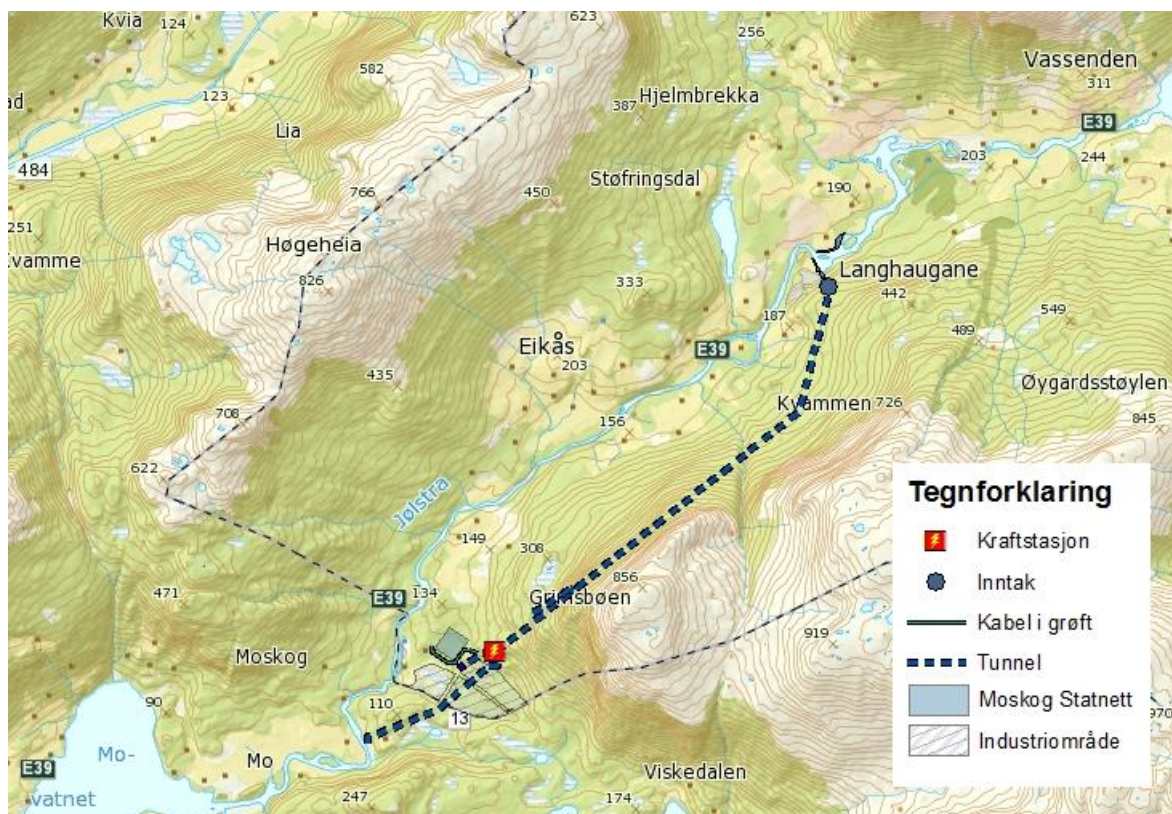 Kvia
124
623
256
Vassenden
311
582
123
387
Hjelmbrekka
E39
ad
Lia
203
244
484
766
450
Støfringsdal
190
251
Høgeheia
Kvamme
826
333
Langhaugane
442
549
187
489
E39
Eikås
203
435
Øygardsstøylen
Kvammen
726
708
156
845
622
Jølstra
149
308
856
471
134
E39
Grimsbøen
919
Moskog
110
13
90
970
Mo-
vatnet
Mo
E39
Viskedalen
247
174
Tegnforklaring
Kraftstasjon
Inntak
Kabel i grøft
Tunnel
Moskog Statnett
Industriområde